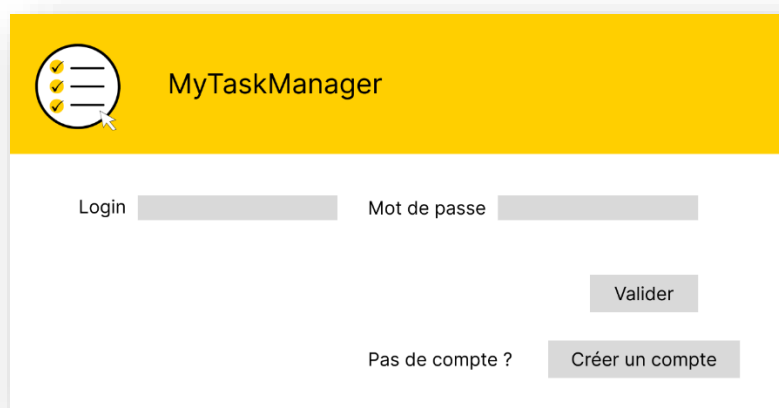 MyTaskManager
Login Mot de passe
Valider
Pas de compte ? Créer un compte